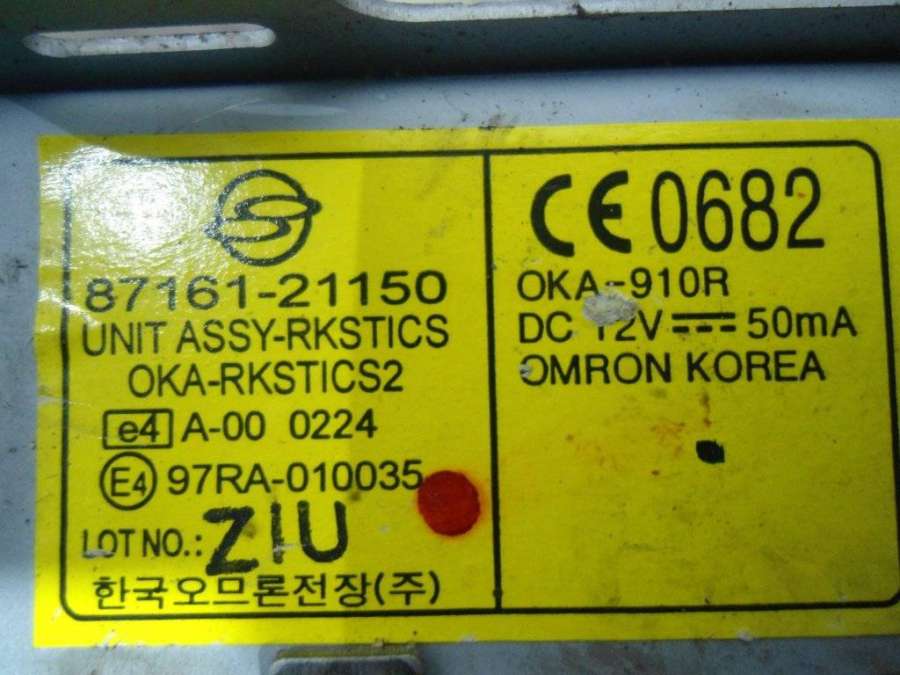 87161-21150
UNIT ASSY-RKSTICS
OKA-RKSTICS2
e4 A-00 0224
E4 97RA-010035
LOT NO.: ZIU
한국오므론전장(주)
CE 0682
OKA-910R
DC 12V ⎓ 50mA
OMRON KOREA